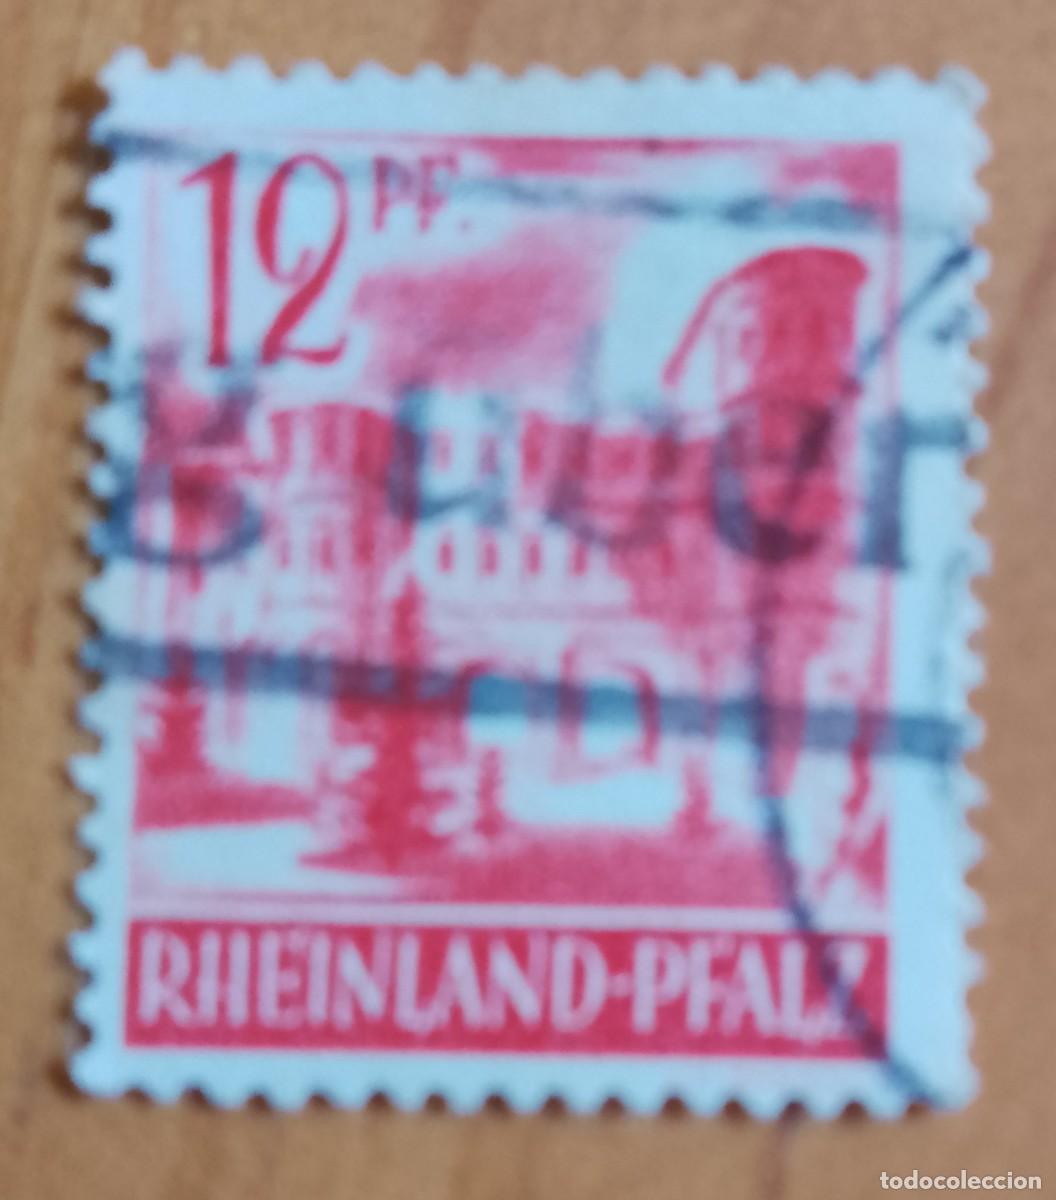 12 PF.
RHEINLAND-PFALZ
todocoleccion